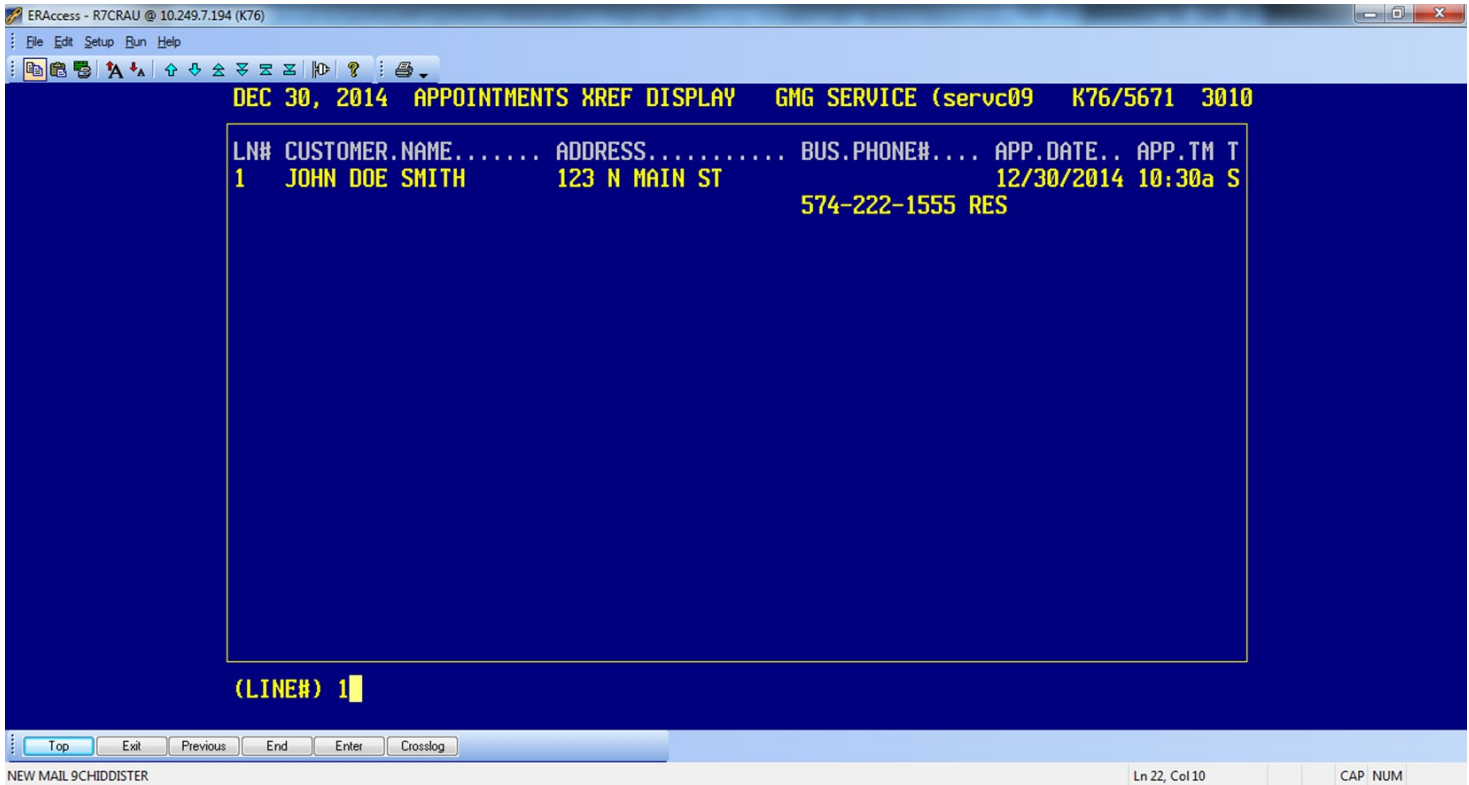 ERAccess - R7CRAU @ 10.249.7.194 (K76)
File Edit Setup Run Help
DEC 30, 2014 APPOINTMENTS XREF DISPLAY GMG SERVICE (servc09 K76/5671 3010
LN# CUSTOMER.NAME....... ADDRESS........... BUS.PHONE#.... APP.DATE.. APP.TM T
1 JOHN DOE SMITH 123 N MAIN ST 12/30/2014 10:30a S
574-222-1555 RES
(LINE#) 1
Top Exit Previous End Enter Crosslog
NEW MAIL 9CHIDDISTER Ln 22, Col 10 CAP NUM